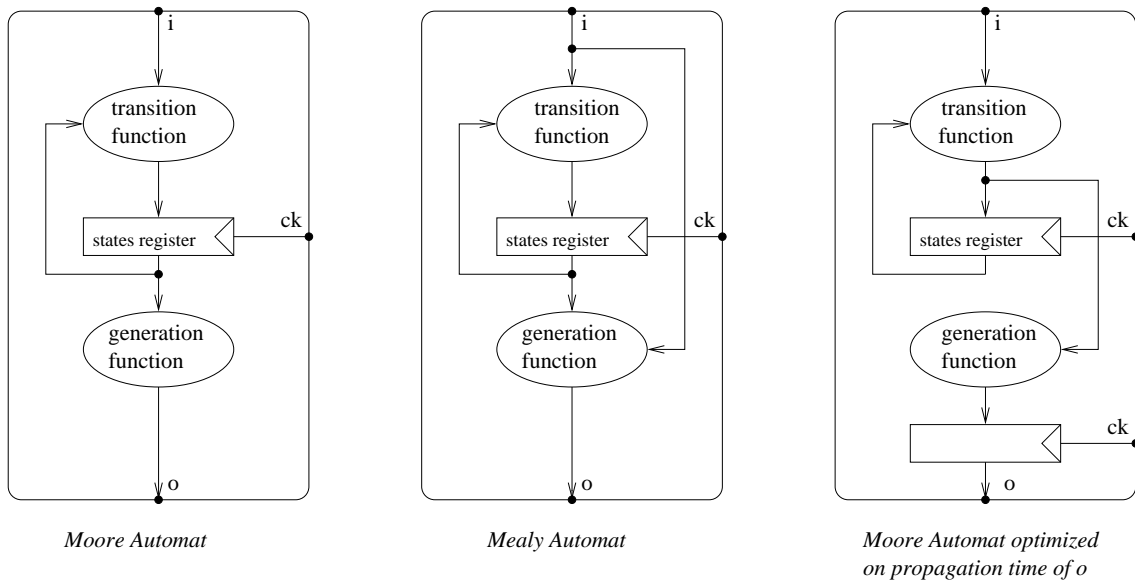 i
transition
function
ck
states register
generation
function
o
Moore Automat
i
transition
function
ck
states register
generation
function
o
Mealy Automat
i
transition
function
ck
states register
generation
function
ck
o
Moore Automat optimized
on propagation time of o